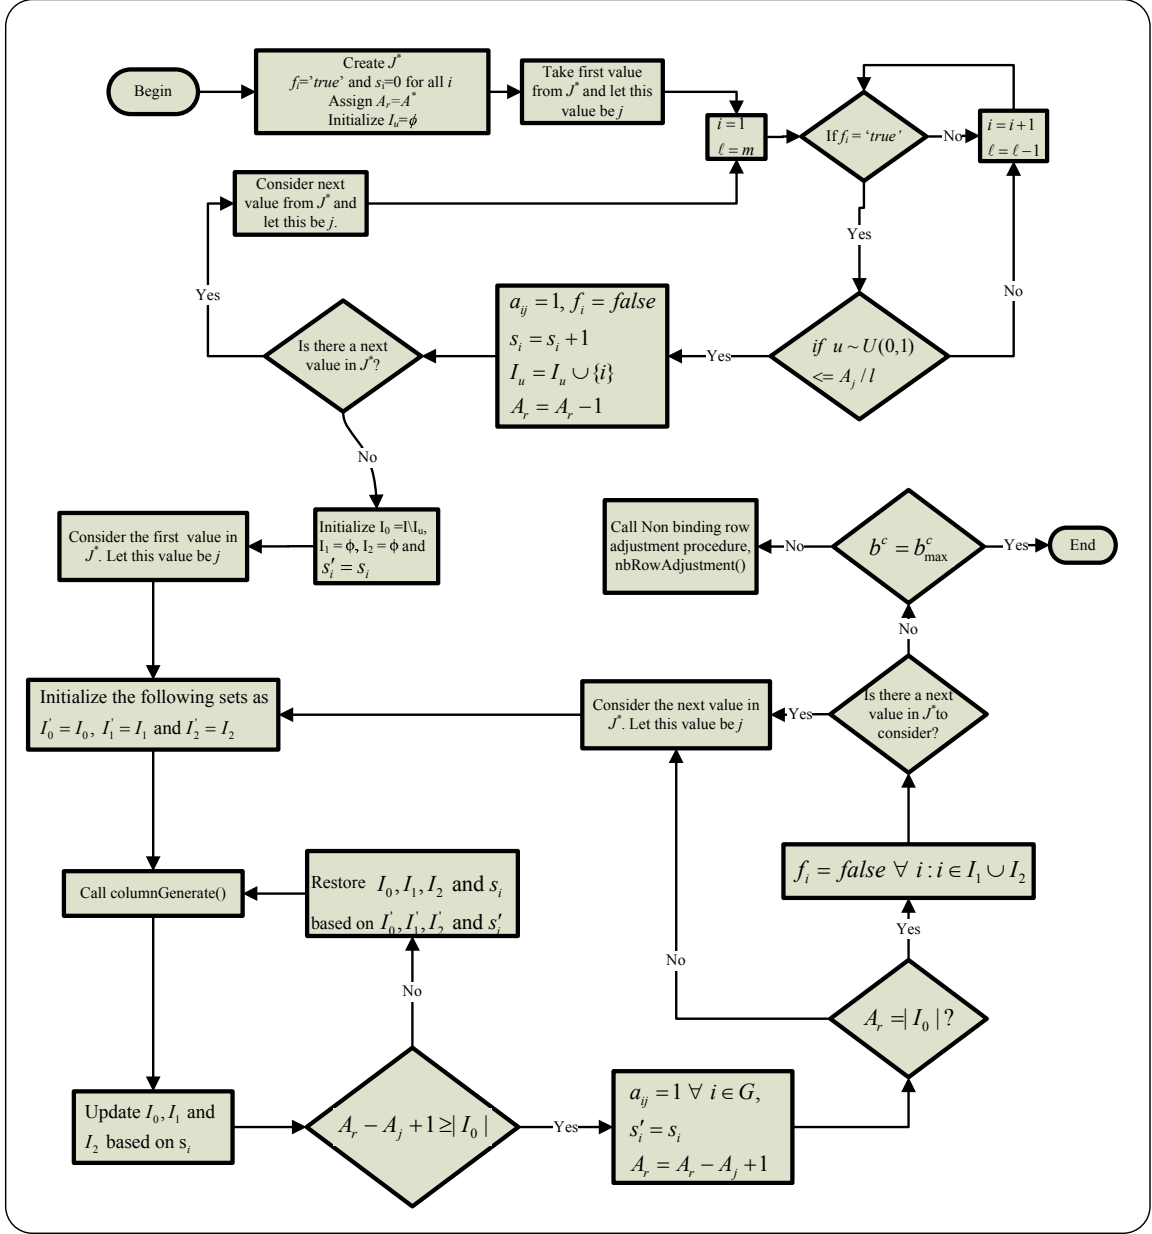 Begin
Create J*
fᵢ='true' and sᵢ=0 for all i
Assign Aᵣ=A*
Initialize Iᵤ=ϕ
Take first value
from J* and let this
value be j
i = 1
ℓ = m
If fᵢ = 'true'
No
i = i+1
ℓ = ℓ−1
Consider next
value from J* and
let this be j.
Yes
Yes
No
Is there a next
value in J*?
aᵢⱼ = 1, fᵢ = false
sᵢ = sᵢ +1
Iᵤ = Iᵤ ∪ {i}
Aᵣ = Aᵣ −1
Yes
if u ~ U(0,1)
<= Aⱼ / l
No
Consider the first value in
J*. Let this value be j
Initialize I₀ =I\Iᵤ,
I₁ = ϕ, I₂ = ϕ and
s′ᵢ = sᵢ
Call Non binding row
adjustment procedure,
nbRowAdjustment()
No
bᶜ = bᶜₘₐₓ
Yes
End
No
Initialize the following sets as
I₀' = I₀, I₁' = I₁ and I₂' = I₂
Consider the next value in
J*. Let this value be j
Yes
Is there a next
value in J* to
consider?
Call columnGenerate()
Restore I₀, I₁, I₂ and sᵢ
based on I₀', I₁', I₂' and s′ᵢ
fᵢ = false ∀ i : i ∈ I₁ ∪ I₂
Yes
No
No
Aᵣ =| I₀ | ?
Update I₀, I₁ and
I₂ based on sᵢ
Aᵣ − Aⱼ +1 ≥| I₀ |
Yes
aᵢⱼ = 1 ∀ i ∈ G,
s′ᵢ = sᵢ
Aᵣ = Aᵣ − Aⱼ +1